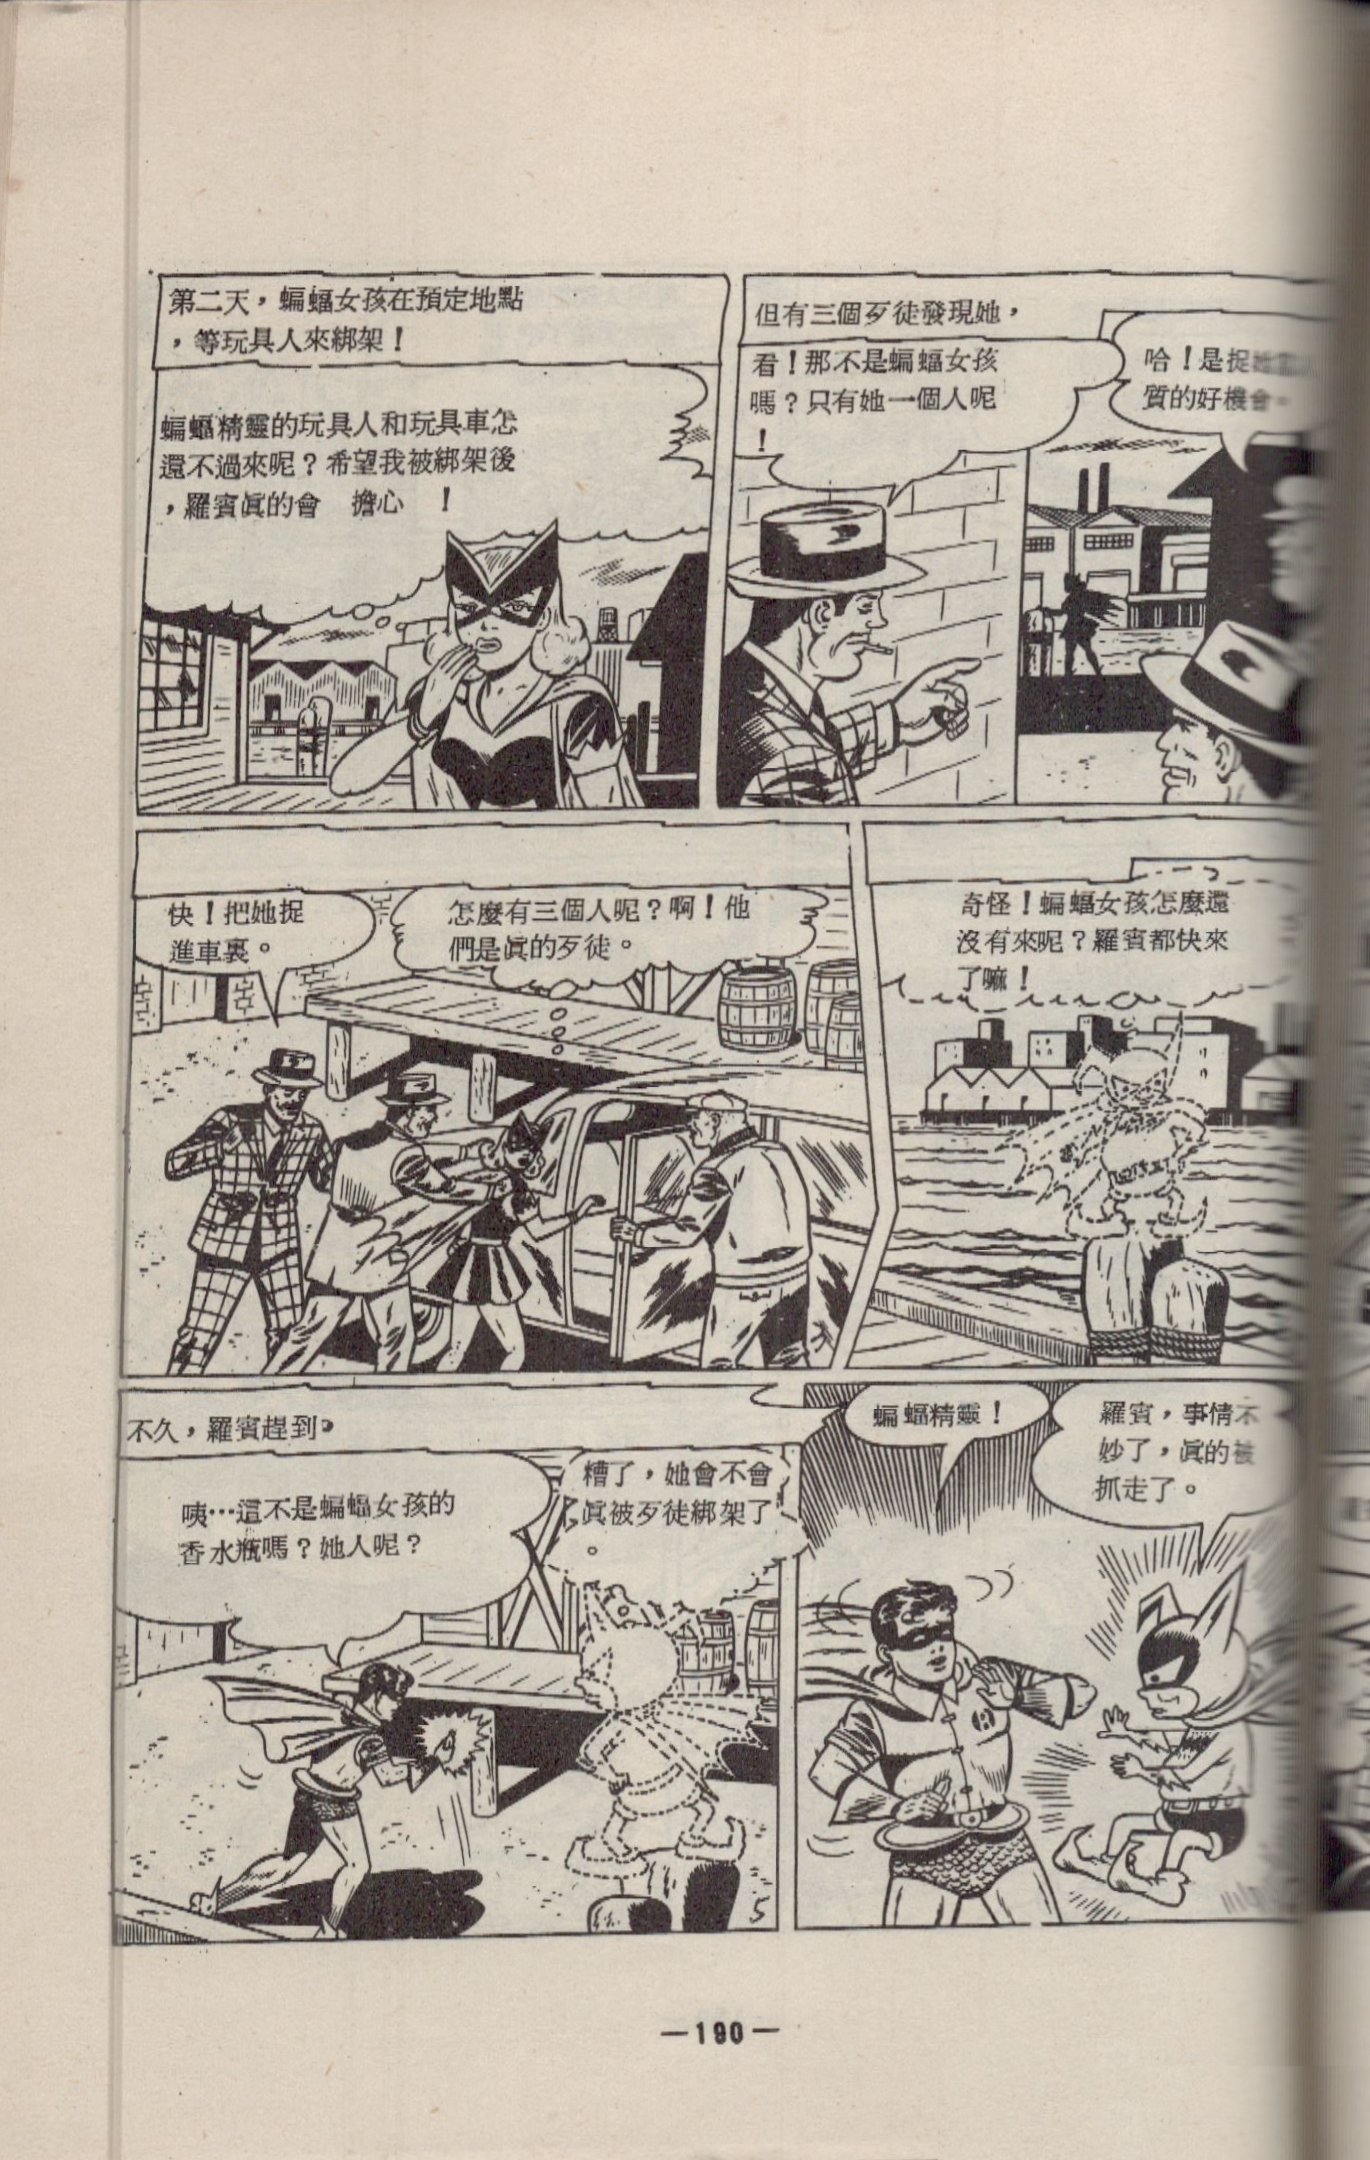 第二天，蝙蝠女孩在預定地點
，等玩具人來綁架！
蝙蝠精靈的玩具人和玩具車怎
還不過來呢？希望我被綁架後
，羅賓眞的會　擔心　！
但有三個歹徒發現她，
看！那不是蝙蝠女孩
嗎？只有她一個人呢
！
哈！是捉她
質的好機會。
快！把她捉
進車裏。
怎麼有三個人呢？啊！他
們是眞的歹徒。
奇怪！蝙蝠女孩怎麼還
沒有來呢？羅賓都快來
了嘛！
不久，羅賓趕到。
咦…這不是蝙蝠女孩的
香水瓶嗎？她人呢？
糟了，她會不會
眞被歹徒綁架了
。
蝙蝠精靈！
羅賓，事情不
妙了，眞的被
抓走了。
5
—190—